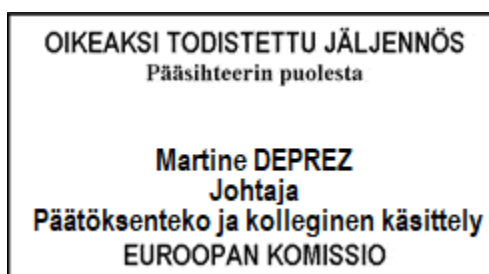 OIKEAKSI TODISTETTU JÄLJENNÖS
Pääsihteerin puolesta
Martine DEPREZ
Johtaja
Päätöksenteko ja kolleginen käsittely
EUROOPAN KOMISSIO